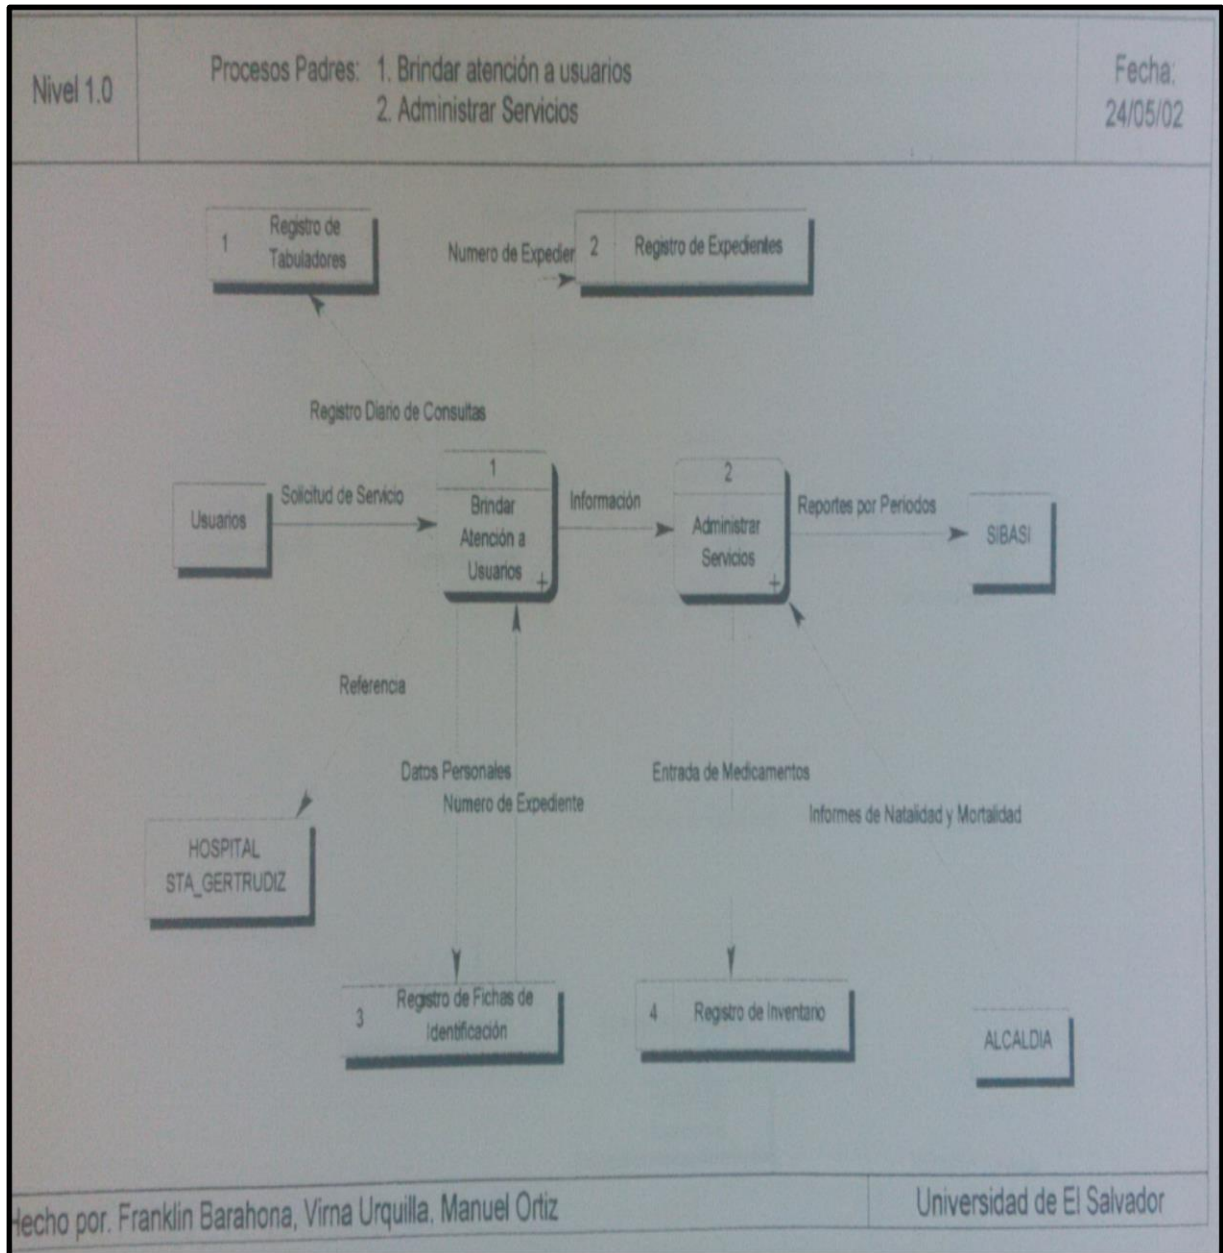 Nivel 1.0
Procesos Padres: 1. Brindar atención a usuarios
2. Administrar Servicios
Fecha:
24/05/02
1
Registro de
Tabuladores
Numero de Expedier
2
Registro de Expedientes
Registro Diario de Consultas
Usuarios
Solicitud de Servicio
1
Brindar
Atención a
Usuarios
+
Información
2
Administrar
Servicios
+
Reportes por Periodos
SIBASI
Referencia
Datos Personales
Numero de Expediente
Entrada de Medicamentos
Informes de Natalidad y Mortalidad
HOSPITAL
STA_GERTRUDIZ
3
Registro de Fichas de
Identificación
4
Registro de Inventario
ALCALDIA
Hecho por. Franklin Barahona, Virna Urquilla, Manuel Ortiz
Universidad de El Salvador